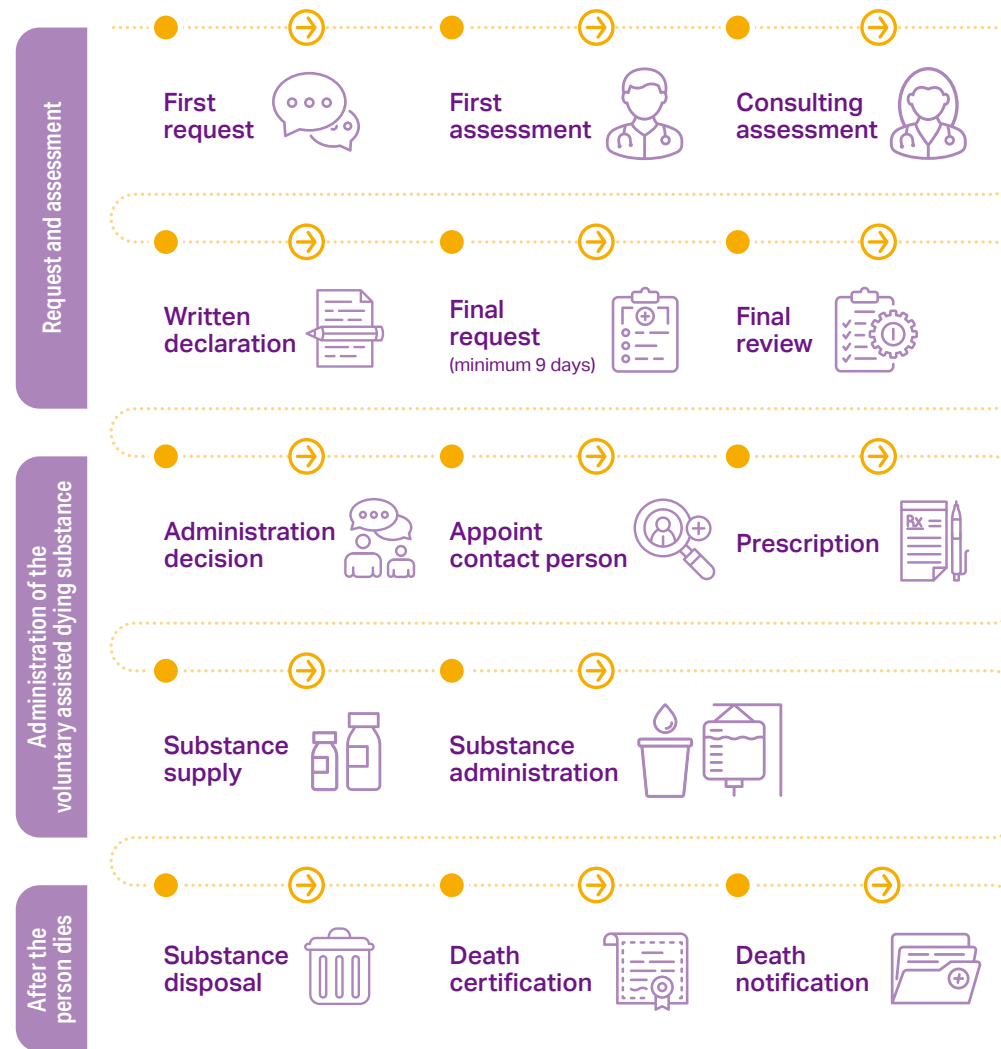 Request and assessment
First
request
First
assessment
Consulting
assessment
Written
declaration
Final
request
(minimum 9 days)
Final
review
Administration of the
voluntary assisted dying substance
Administration
decision
Appoint
contact person
Prescription
Rx
Substance
supply
Substance
administration
After the
person dies
Substance
disposal
Death
certification
Death
notification